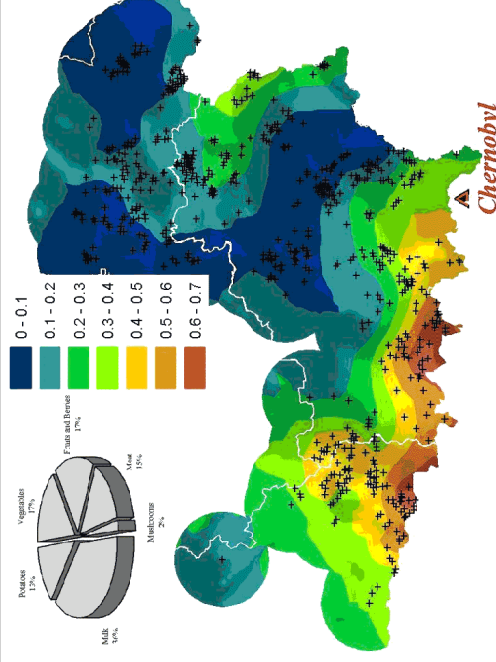 0 - 0.1
0.1 - 0.2
0.2 - 0.3
0.3 - 0.4
0.4 - 0.5
0.5 - 0.6
0.6 - 0.7
Fruits and Berries
17%
Meat
15%
Mushrooms
2%
Milk
36%
Potatoes
13%
Vegetables
17%
Chernobyl